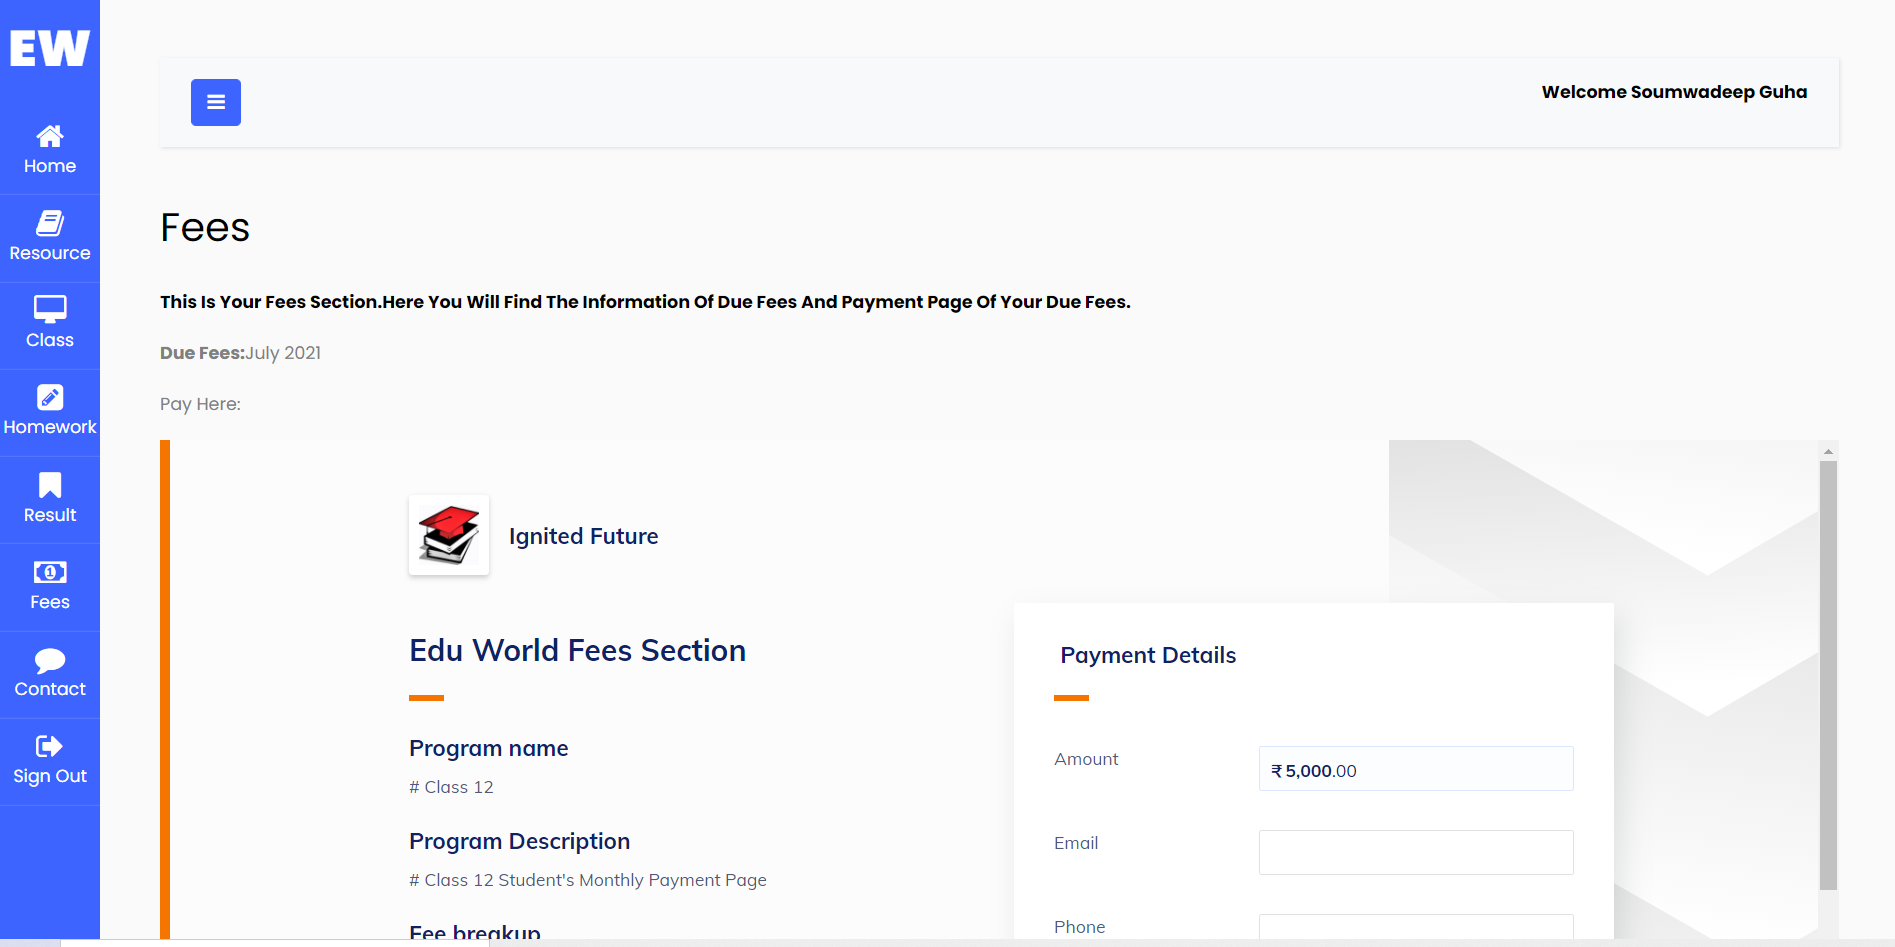 EW
Home
Resource
Class
Homework
Result
Fees
Contact
Sign Out
Welcome Soumwadeep Guha
Fees
This Is Your Fees Section.Here You Will Find The Information Of Due Fees And Payment Page Of Your Due Fees.
Due Fees:July 2021
Pay Here:
Ignited Future
Edu World Fees Section
Program name
# Class 12
Program Description
# Class 12 Student's Monthly Payment Page
Fee breakup
Payment Details
Amount
₹ 5,000.00
Email
Phone